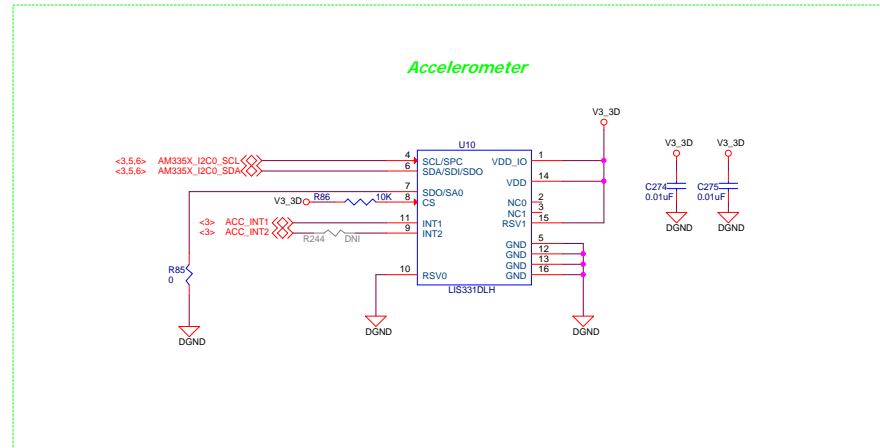 Accelerometer
V3_3D
U10
V3_3D
V3_3D
<3,5,6> AM335X_I2C0_SCL
4 SCL/SPC VDD_IO 1
<3,5,6> AM335X_I2C0_SDA
6 SDA/SDI/SDO
VDD 14
7 SDO/SA0
V3_3D R86 10K 8 CS
NC0 2
NC1 3
C274
0.01uF
C275
0.01uF
<3> ACC_INT1 11 INT1
RSV1 15
<3> ACC_INT2 9 INT2
R244 DNI
DGND
DGND
GND 5
GND 12
GND 13
R85
0
10 RSV0
GND 16
LIS331DLH
DGND
DGND
DGND